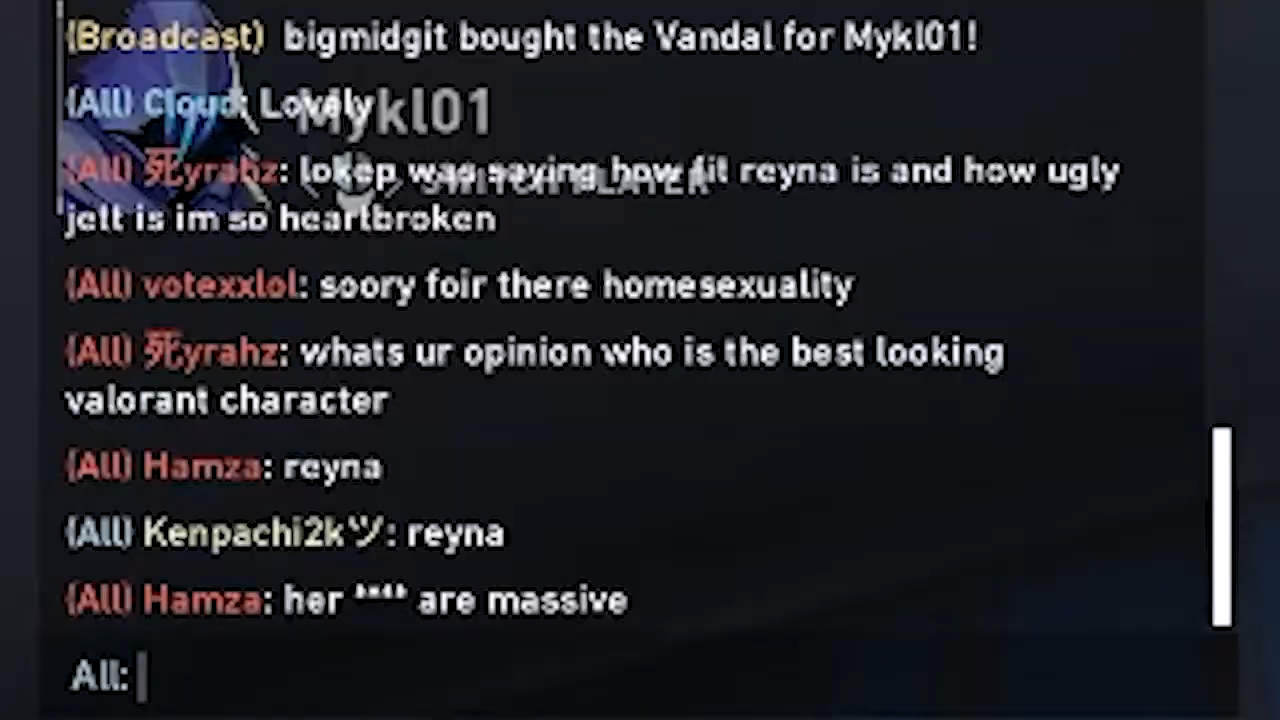 (Broadcast) bigmidgit bought the Vandal for Mykl01!
(All) Cloud: Lovely
Mykl01
(All) 死yrahz: lokep was saying how fit reyna is and how ugly
SWITCH PLAYER
jett is im so heartbroken
(All) votexxlol: soory foir there homesexuality
(All) 死yrahz: whats ur opinion who is the best looking
valorant character
(All) Hamza: reyna
(All) Kenpachi2kツ: reyna
(All) Hamza: her **** are massive
All: